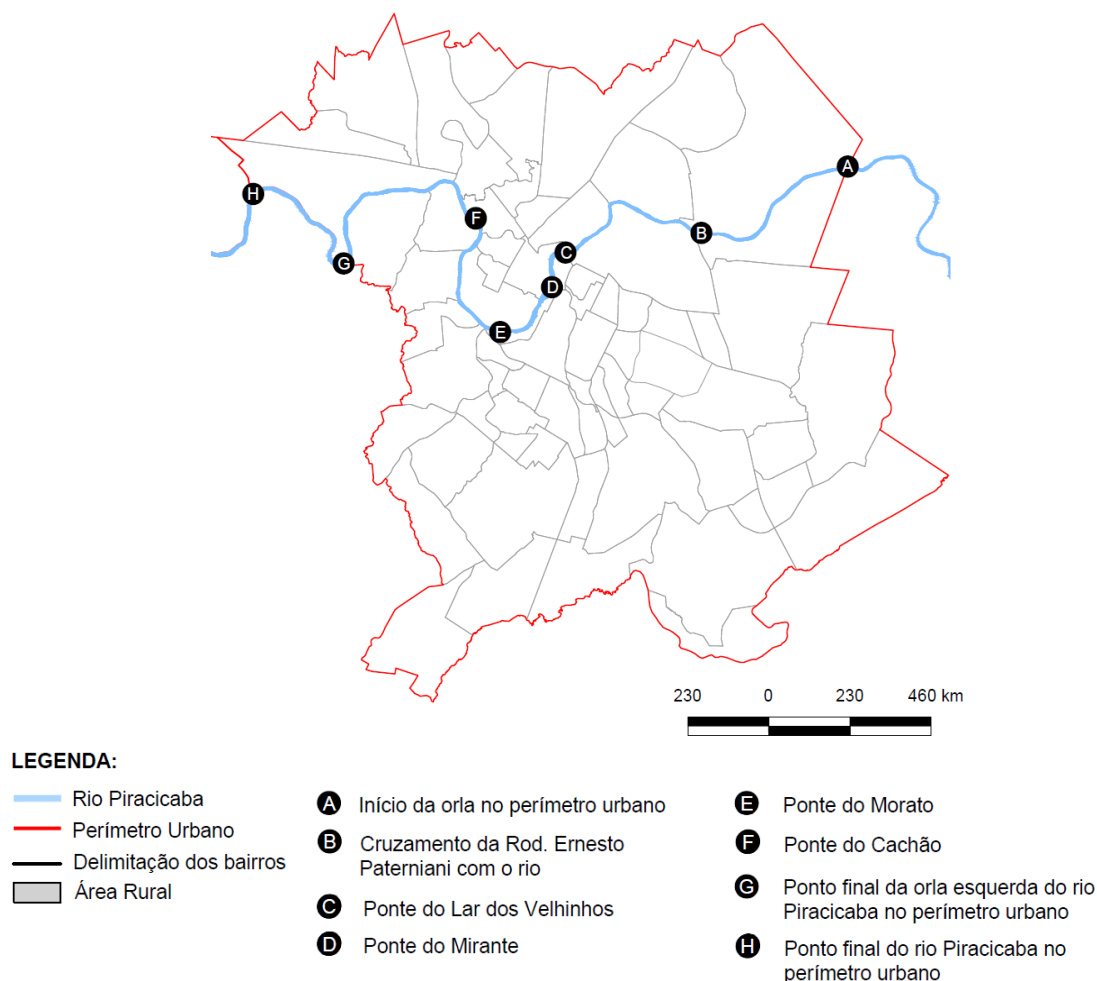 A
H
F
B
C
G
D
E
230 0 230 460 km
LEGENDA:
Rio Piracicaba
Perímetro Urbano
Delimitação dos bairros
Área Rural
A Início da orla no perímetro urbano
B Cruzamento da Rod. Ernesto
Paterniani com o rio
C Ponte do Lar dos Velhinhos
D Ponte do Mirante
E Ponte do Morato
F Ponte do Cachão
G Ponto final da orla esquerda do rio
Piracicaba no perímetro urbano
H Ponto final do rio Piracicaba no
perímetro urbano